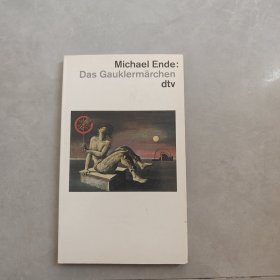 Michael Ende:
Das Gauklermärchen
dtv